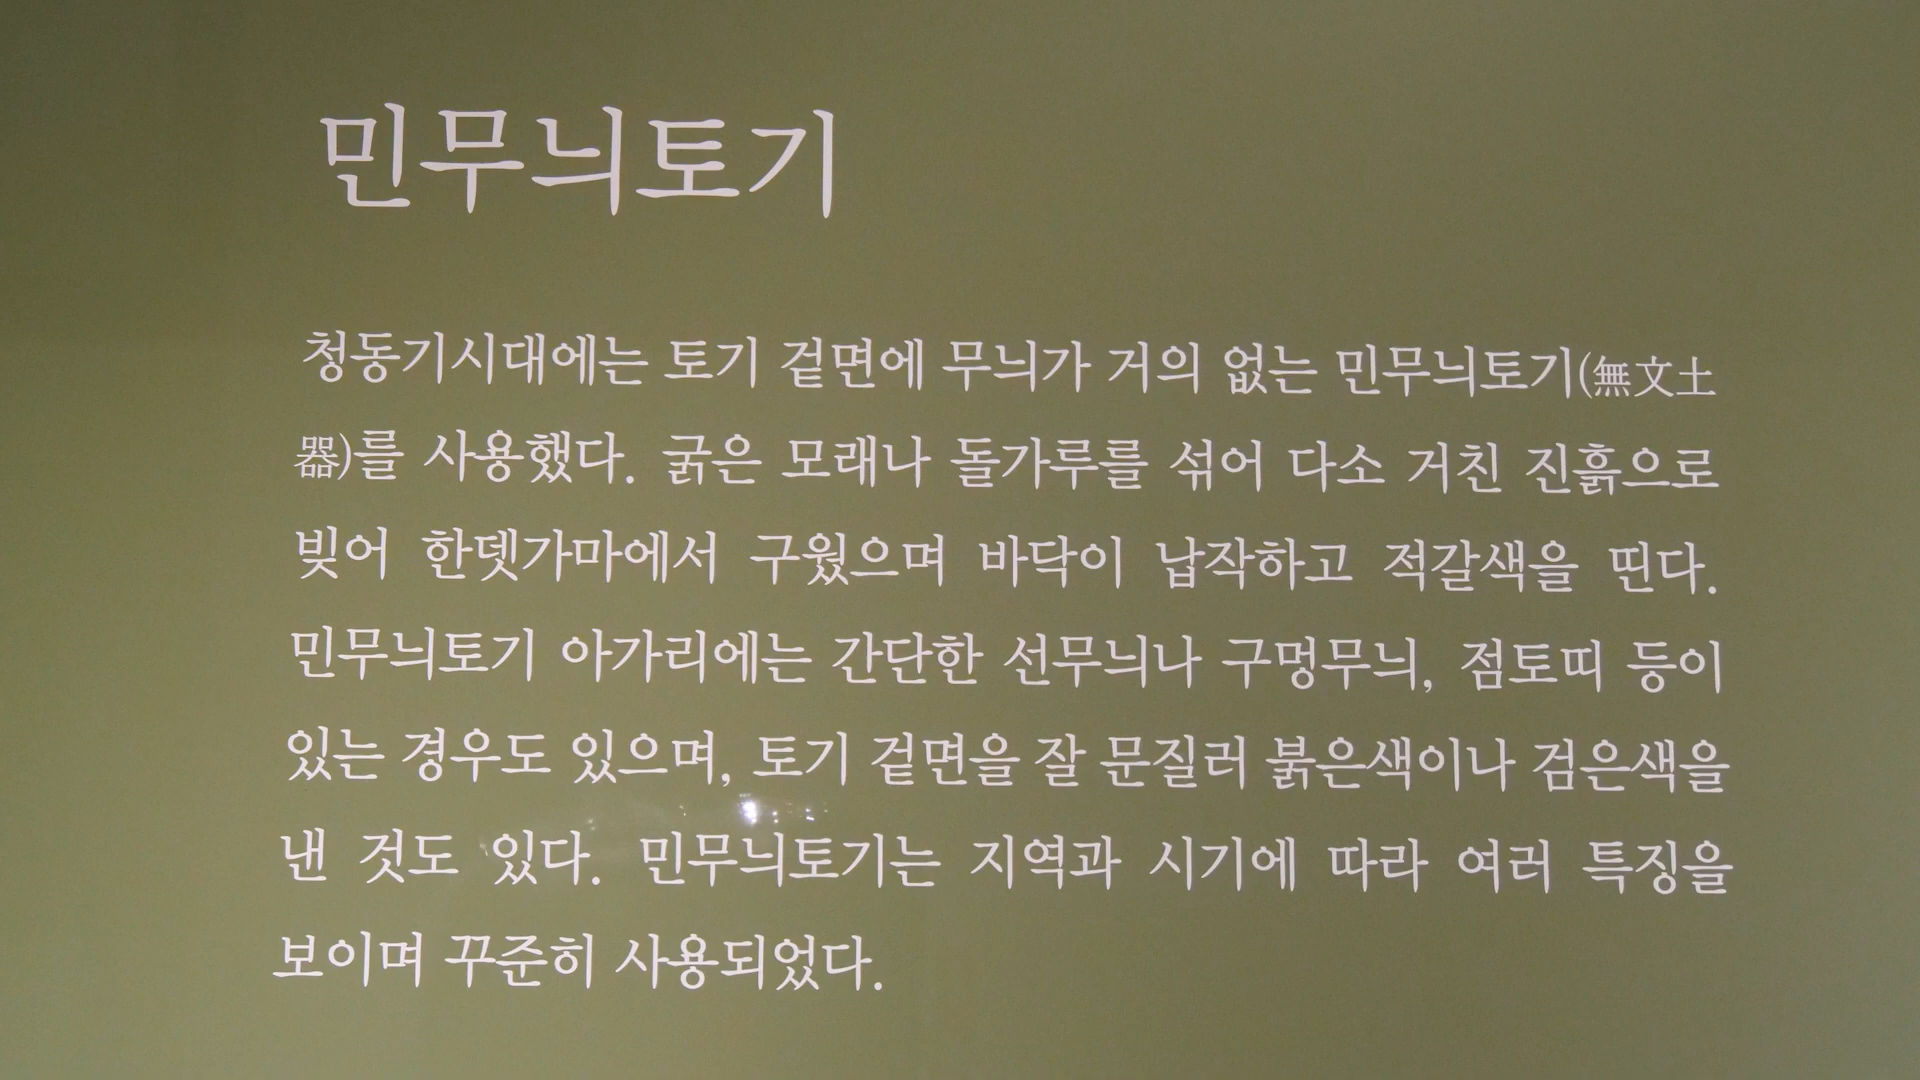 민무늬토기
청동기시대에는 토기 겉면에 무늬가 거의 없는 민무늬토기(無文土
器)를 사용했다. 굵은 모래나 돌가루를 섞어 다소 거친 진흙으로
빚어 한뎃가마에서 구웠으며 바닥이 납작하고 적갈색을 띤다.
민무늬토기 아가리에는 간단한 선무늬나 구멍무늬, 점토띠 등이
있는 경우도 있으며, 토기 겉면을 잘 문질러 붉은색이나 검은색을
낸 것도 있다. 민무늬토기는 지역과 시기에 따라 여러 특징을
보이며 꾸준히 사용되었다.